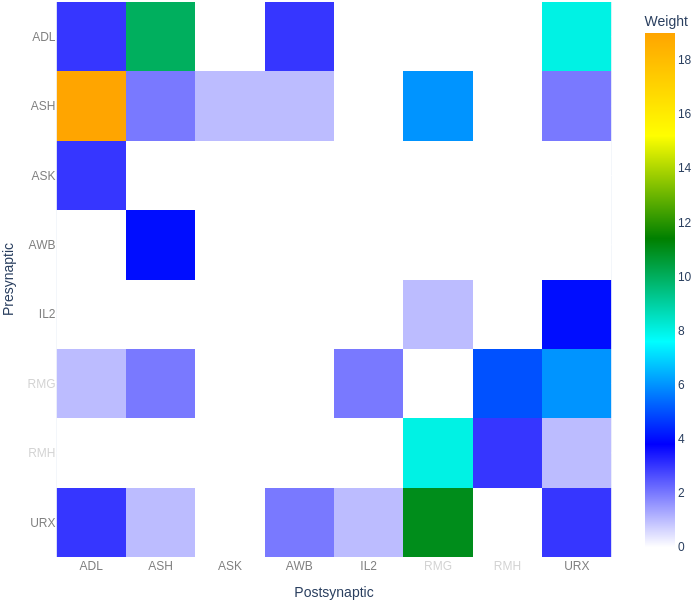 Weight
ADL
ASH
ASK
AWB
IL2
RMG
RMH
URX
Presynaptic
ADL ASH ASK AWB IL2 RMG RMH URX
Postsynaptic
18
16
14
12
10
8
6
4
2
0